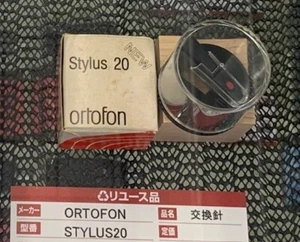 NEW
Stylus 20
ortofon
リユース品
メーカー ORTOFON 品名 交換針
型番 STYLUS20 定価